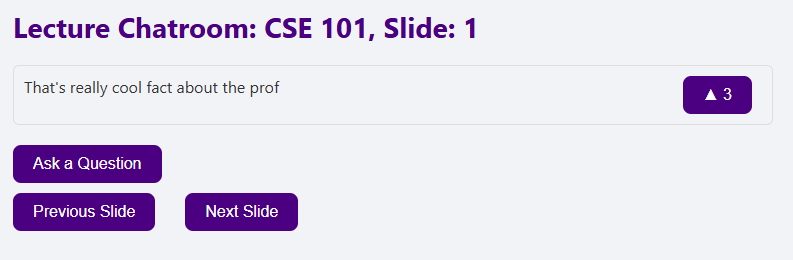 Lecture Chatroom: CSE 101, Slide: 1
That's really cool fact about the prof
▲ 3
Ask a Question
Previous Slide
Next Slide